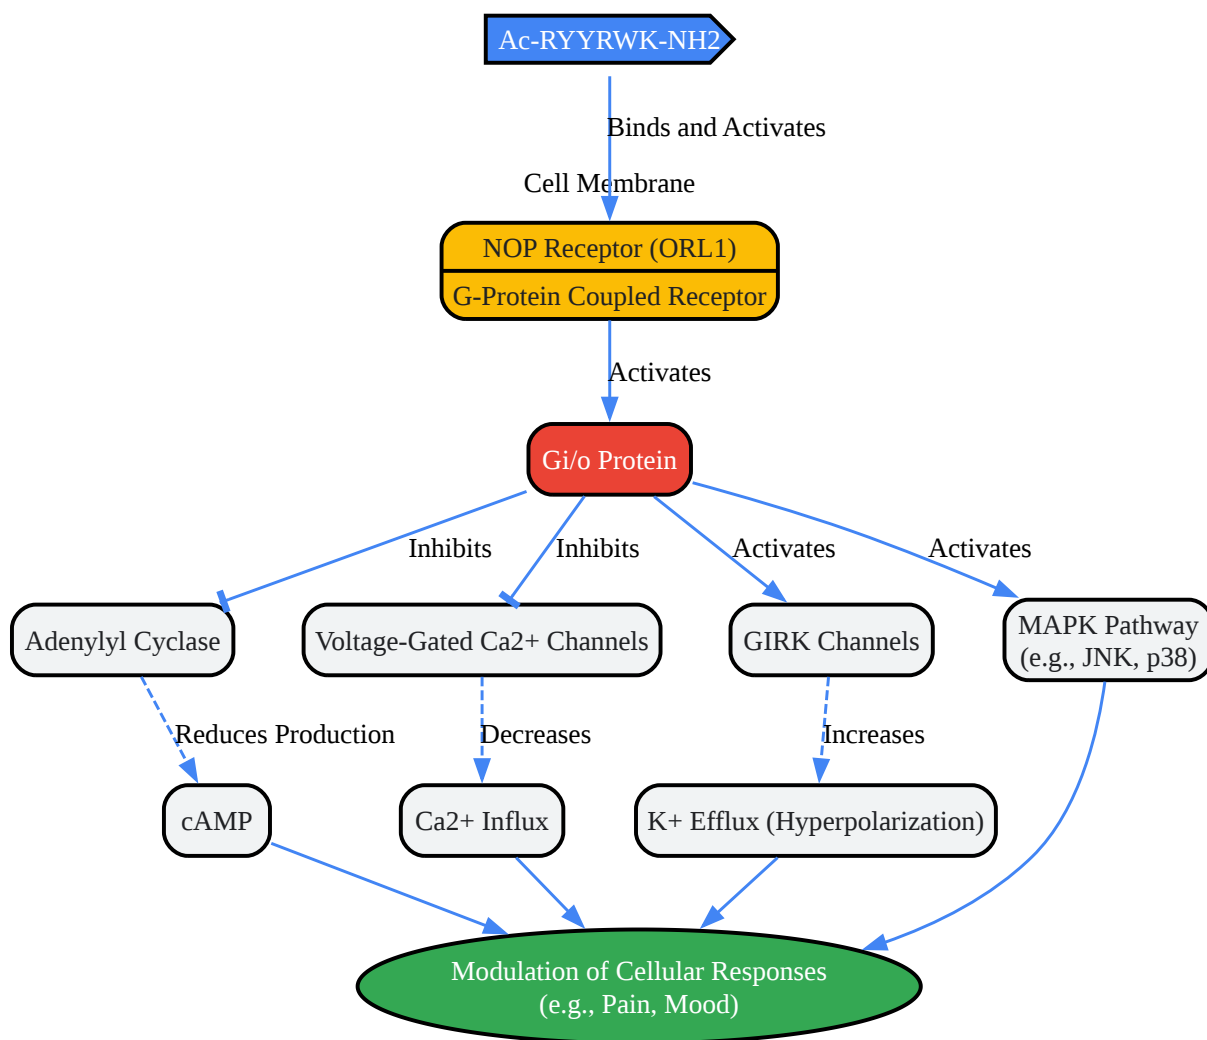 Ac-RYYRWK-NH2
Binds and Activates
Cell Membrane
NOP Receptor (ORL1)
G-Protein Coupled Receptor
Activates
Gi/o Protein
Inhibits
Inhibits
Activates
Activates
Adenylyl Cyclase
Voltage-Gated Ca2+ Channels
GIRK Channels
MAPK Pathway
(e.g., JNK, p38)
Reduces Production
Decreases
Increases
cAMP
Ca2+ Influx
K+ Efflux (Hyperpolarization)
Modulation of Cellular Responses
(e.g., Pain, Mood)